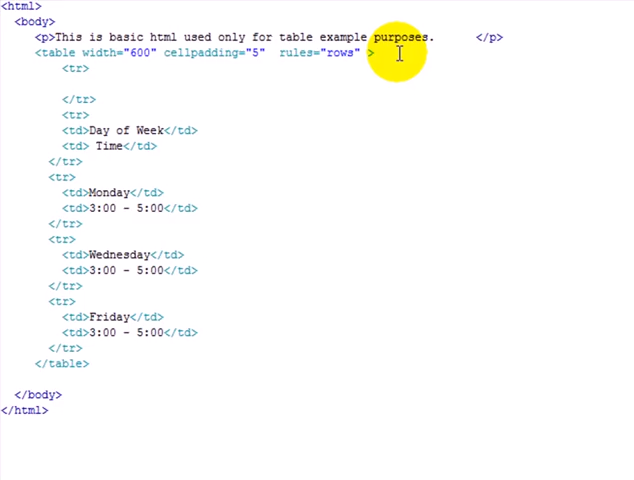 <html>
<body>
<p>This is basic html used only for table example purposes. </p>
<table width="600" cellpadding="5" rules="rows" >
<tr>
</tr>
<tr>
<td>Day of Week</td>
<td> Time</td>
</tr>
<tr>
<td>Monday</td>
<td>3:00 - 5:00</td>
</tr>
<tr>
<td>Wednesday</td>
<td>3:00 - 5:00</td>
</tr>
<tr>
<td>Friday</td>
<td>3:00 - 5:00</td>
</tr>
</table>
</body>
</html>